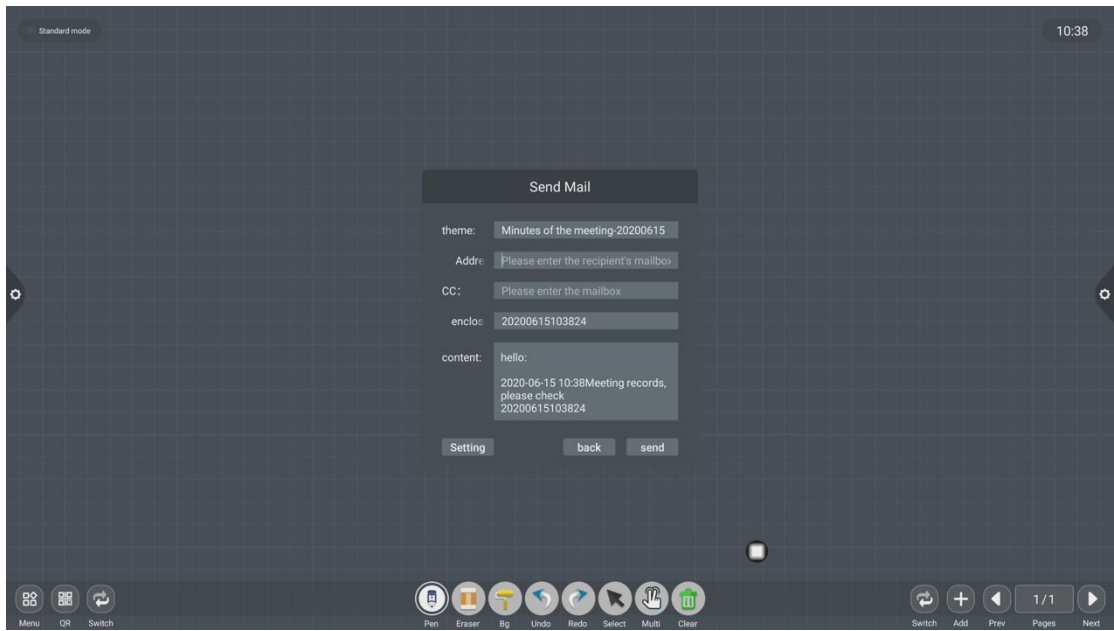 Standard mode
10:38
Send Mail
theme: Minutes of the meeting-20200615
Addre Please enter the recipient's mailbox
CC: Please enter the mailbox
enclos 20200615103824
content: hello:
2020-06-15 10:38Meeting records,
please check
20200615103824
Setting back send
1/1
Menu QR Switch Pen Eraser Bg Undo Redo Select Multi Clear Switch Add Prev Pages Next